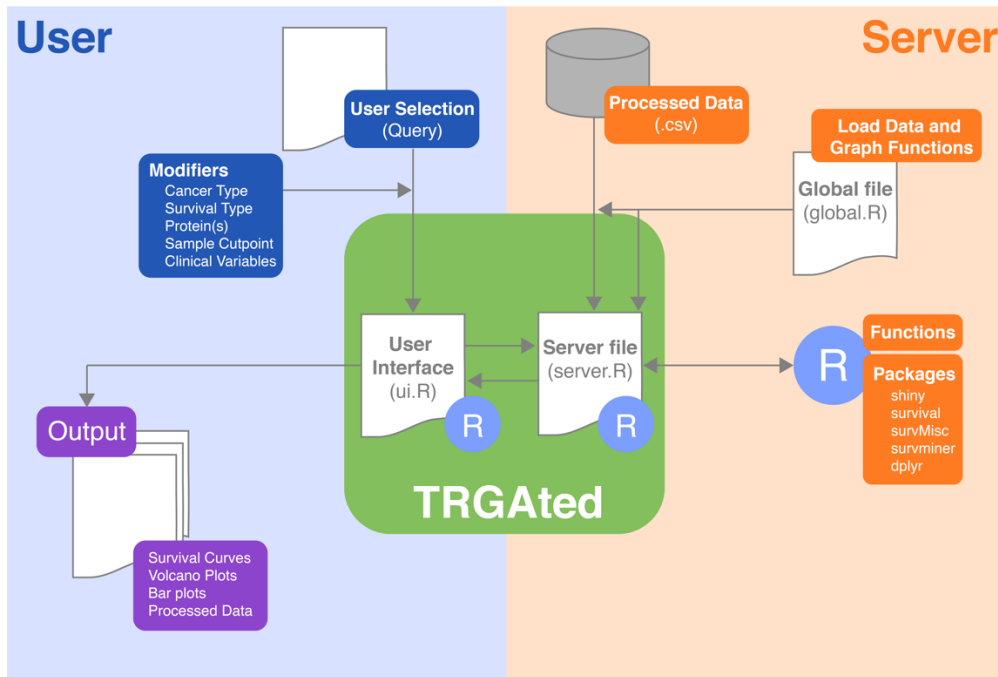 User
Server
User Selection
(Query)
Processed Data
(.csv)
Load Data and
Graph Functions
Modifiers
Cancer Type
Survival Type
Protein(s)
Sample Cutpoint
Clinical Variables
Global file
(global.R)
User
Interface
(ui.R)
R
Server file
(server.R)
R
R
Functions
Packages
shiny
survival
survMisc
survminer
dplyr
Output
TRGAted
Survival Curves
Volcano Plots
Bar plots
Processed Data